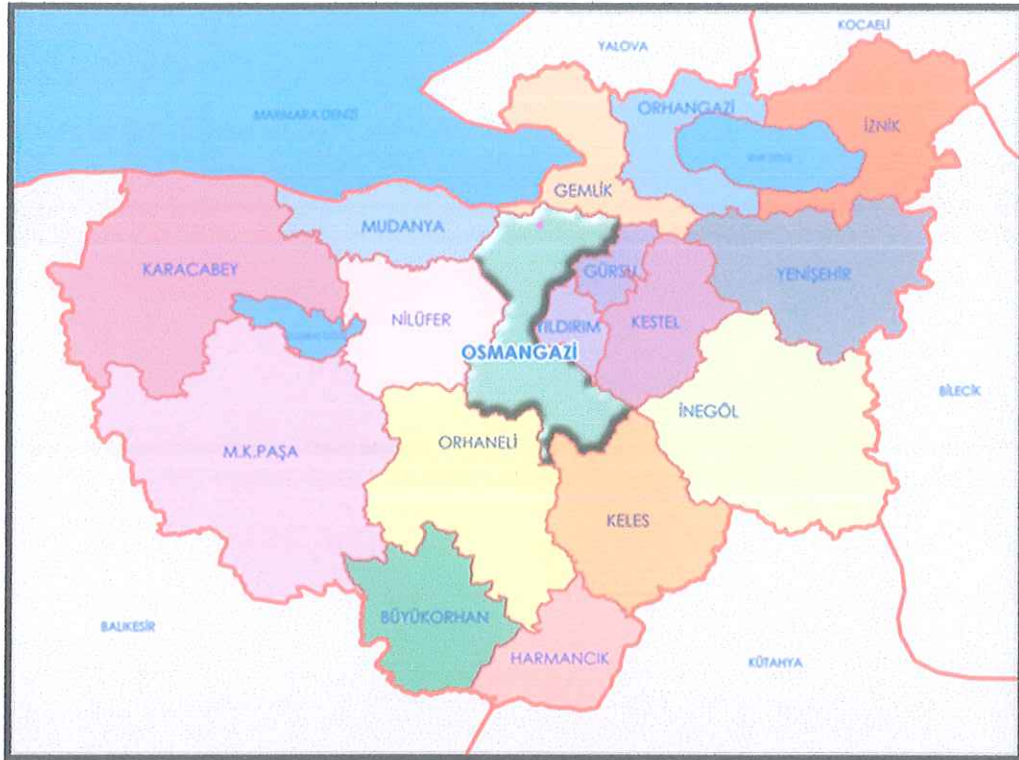 KOCAELİ
YALOVA
MARMARA DENİZİ
ORHANGAZİ
İZNİK
GEMLİK
MUDANYA
KARACABEY
GÜRSU
YENİŞEHİR
NİLÜFER
YILDIRIM
KESTEL
OSMANGAZİ
BİLECİK
İNEGÖL
ORHANELİ
M.K.PAŞA
KELES
BÜYÜKORHAN
BALIKESİR
HARMANCIK
KÜTAHYA